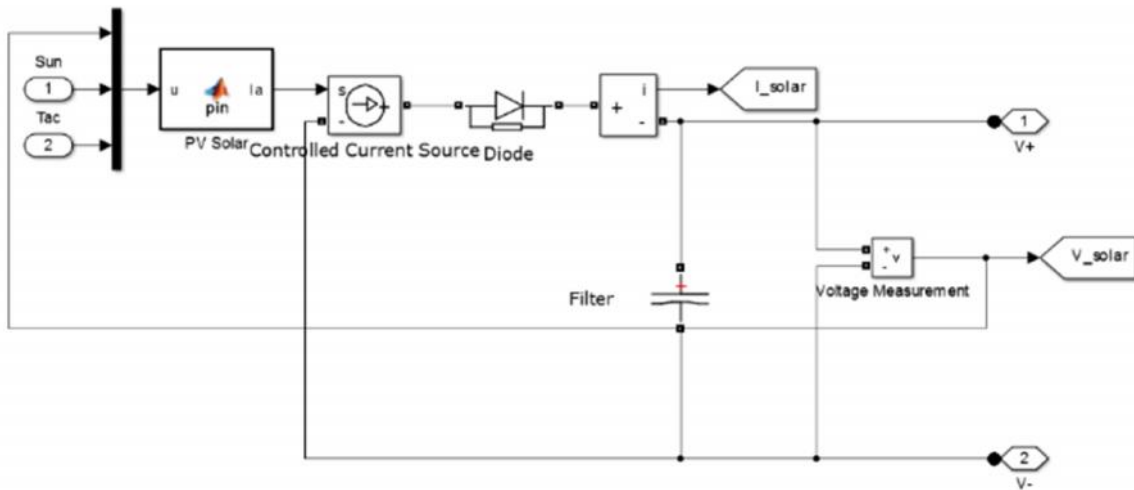 Sun
1
Tac
2
u
pin
Ia
PV Solar
s
-
+
Controlled Current Source
Diode
+
i
-
I_solar
1
V+
+
-
v
Voltage Measurement
V_solar
+
Filter
2
V-